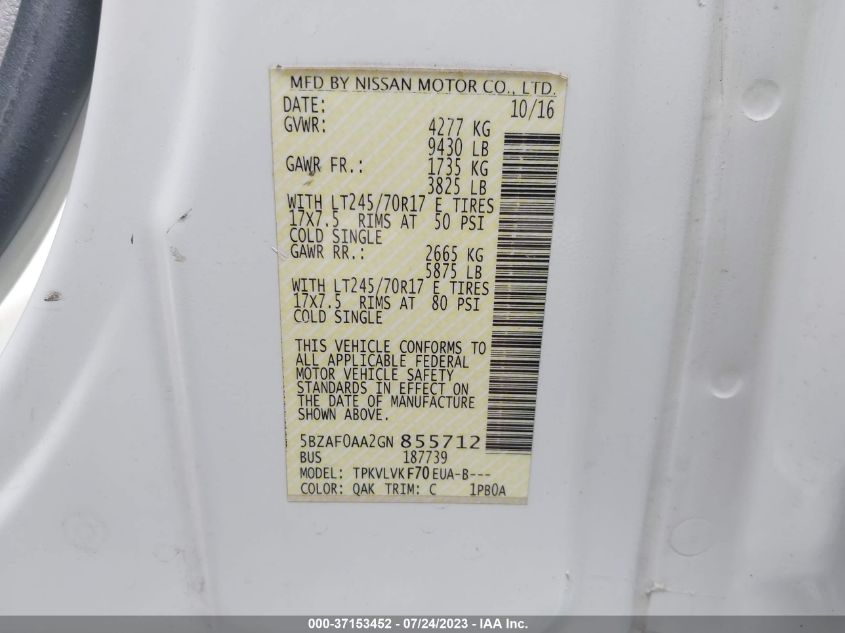 MFD BY NISSAN MOTOR CO., LTD.
DATE: 10/16
GVWR: 4277 KG
9430 LB
GAWR FR.: 1735 KG
3825 LB
WITH LT245/70R17 E TIRES
17X7.5 RIMS AT 50 PSI
COLD SINGLE
GAWR RR.: 2665 KG
5875 LB
WITH LT245/70R17 E TIRES
17X7.5 RIMS AT 80 PSI
COLD SINGLE
THIS VEHICLE CONFORMS TO
ALL APPLICABLE FEDERAL
MOTOR VEHICLE SAFETY
STANDARDS IN EFFECT ON
THE DATE OF MANUFACTURE
SHOWN ABOVE.
5BZAF0AA2GN 855712
BUS 187739
MODEL: TPKVLVKF70EUA-B---
COLOR: QAK TRIM: C 1PB0A
000-37153452 - 07/24/2023 - IAA Inc.